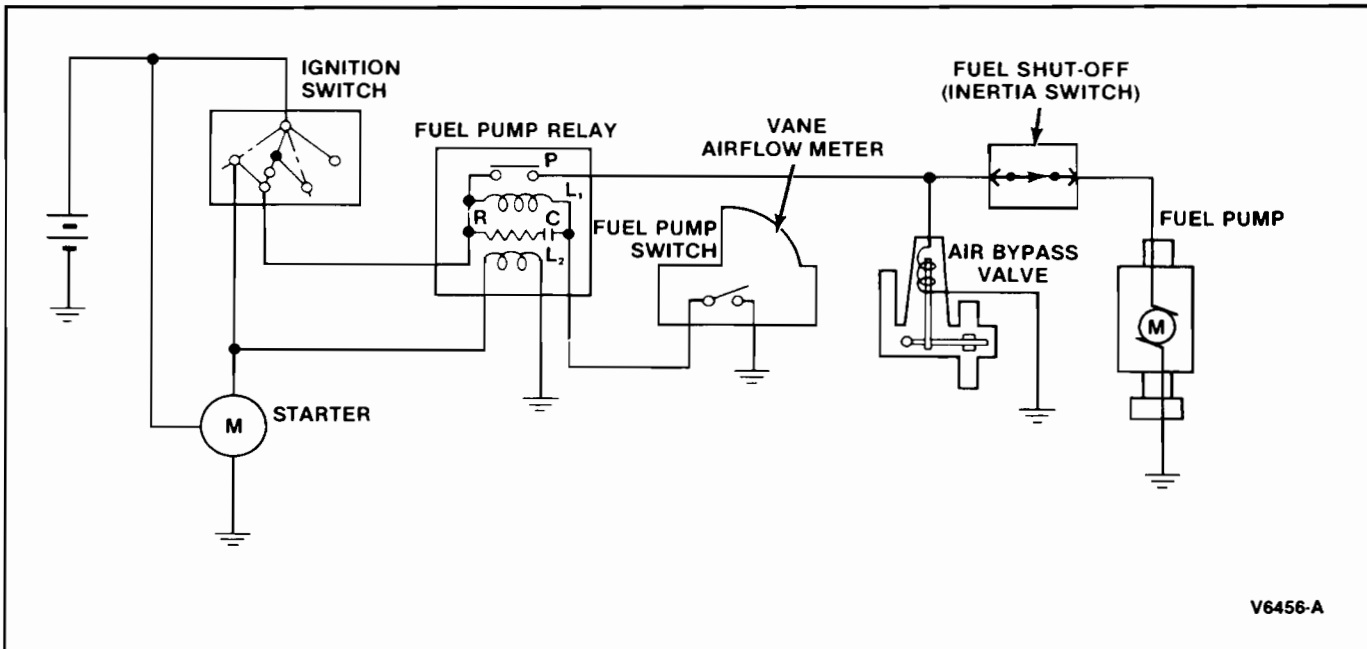 IGNITION
SWITCH
FUEL PUMP RELAY
VANE
AIRFLOW METER
FUEL SHUT-OFF
(INERTIA SWITCH)
P
L₁
R
C
L₂
FUEL PUMP
SWITCH
AIR BYPASS
VALVE
FUEL PUMP
M
STARTER
M
V6456-A